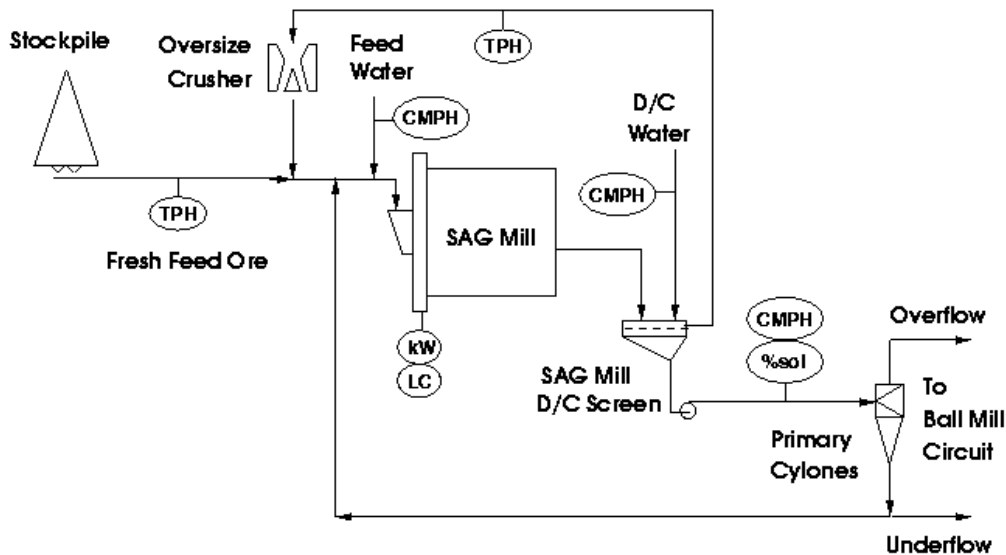 Stockpile
Oversize
Crusher
Feed
Water
TPH
CMPH
D/C
Water
TPH
CMPH
Fresh Feed Ore
SAG Mill
kW
LC
SAG Mill
D/C Screen
CMPH
%sol
Overflow
To
Ball Mill
Circuit
Primary
Cylones
Underflow